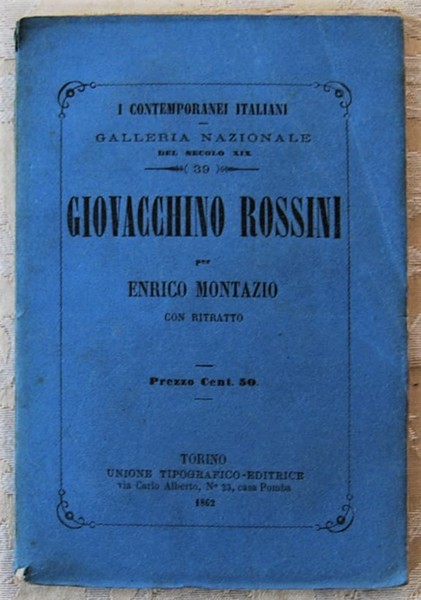 I CONTEMPORANEI ITALIANI
GALLERIA NAZIONALE
DEL SECOLO XIX
39
GIOVACCHINO ROSSINI
per
ENRICO MONTAZIO
CON RITRATTO
Prezzo Cent. 50.
TORINO
UNIONE TIPOGRAFICO-EDITRICE
via Carlo Alberto, N° 33, casa Pomba
1862